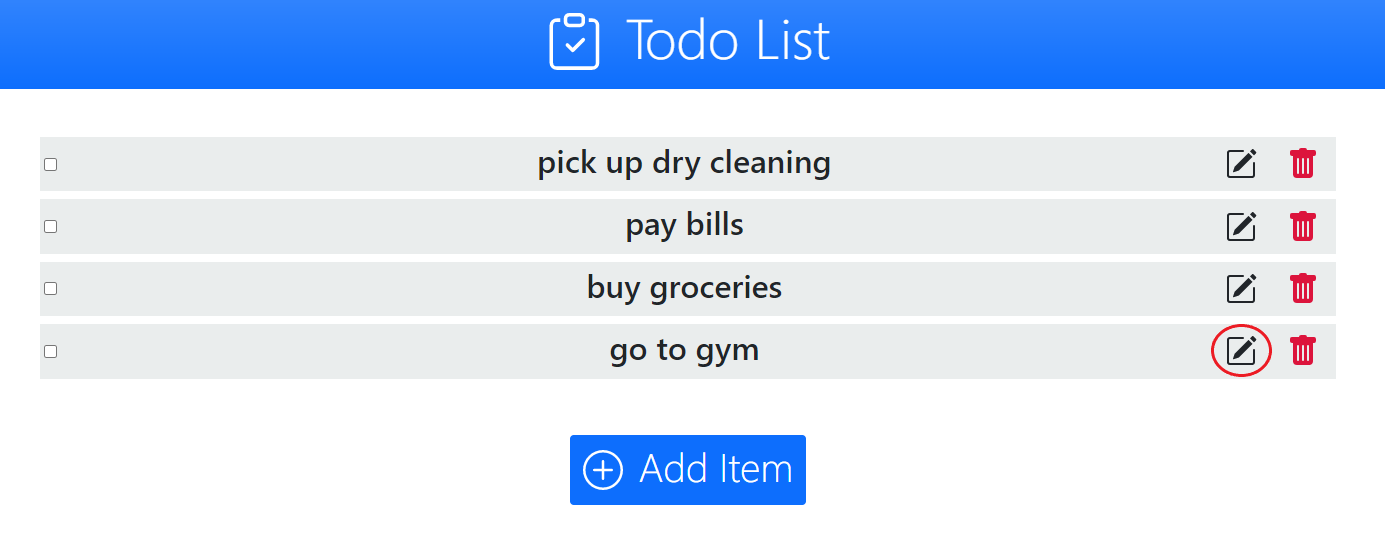 Todo List
pick up dry cleaning
pay bills
buy groceries
go to gym
Add Item